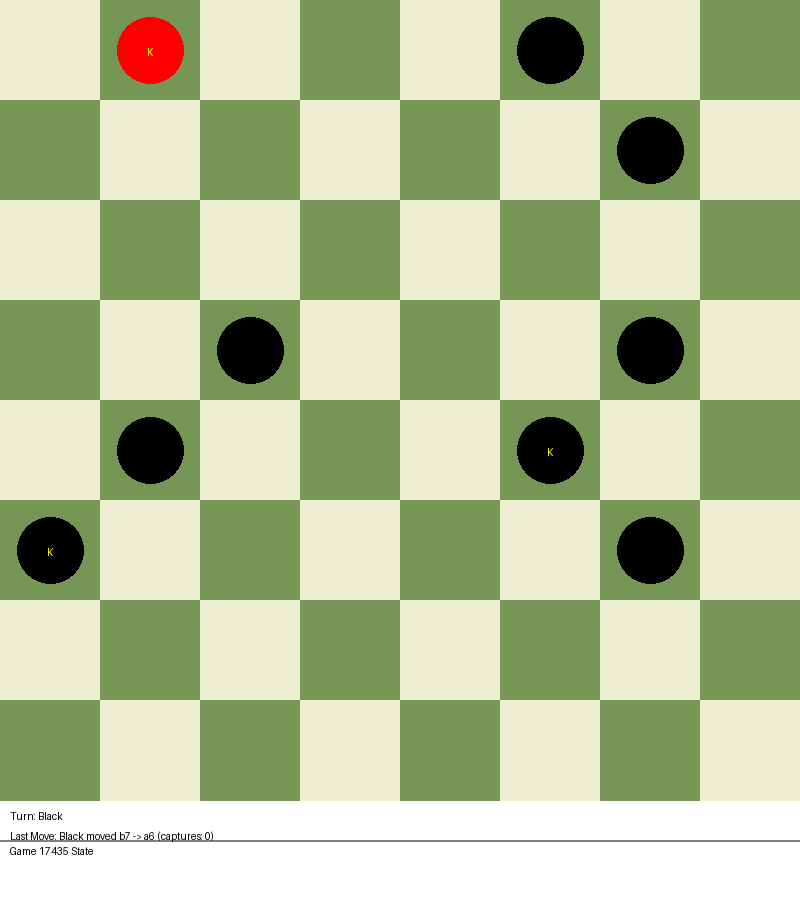 K
K
K
Turn: Black
Last Move: Black moved b7 -> a6 (captures: 0)
Game 17435 State